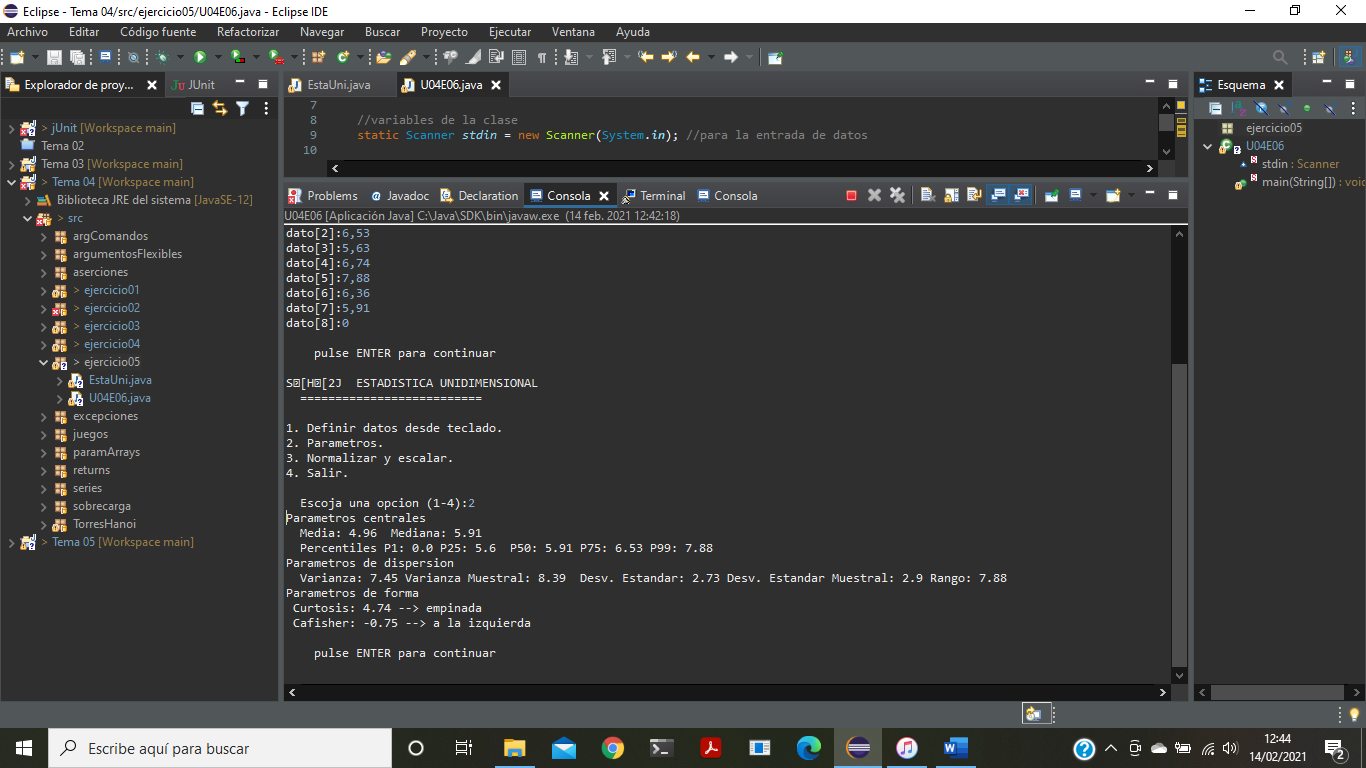 Eclipse - Tema 04/src/ejercicio05/U04E06.java - Eclipse IDE
Archivo Editar Código fuente Refactorizar Navegar Buscar Proyecto Ejecutar Ventana Ayuda
Explorador de proy...
JUnit
> jUnit [Workspace main]
Tema 02
Tema 03 [Workspace main]
> Tema 04 [Workspace main]
Biblioteca JRE del sistema [JavaSE-12]
> src
argComandos
argumentosFlexibles
aserciones
> ejercicio01
> ejercicio02
> ejercicio03
> ejercicio04
> ejercicio05
EstaUni.java
U04E06.java
excepciones
juegos
paramArrays
returns
series
sobrecarga
TorresHanoi
> Tema 05 [Workspace main]
EstaUni.java
U04E06.java
7
8 //variables de la clase
9 static Scanner stdin = new Scanner(System.in); //para la entrada de datos
10
Problems Javadoc Declaration Consola Terminal Consola
U04E06 [Aplicación Java] C:\Java\SDK\bin\javaw.exe (14 feb. 2021 12:42:18)
dato[2]:6,53
dato[3]:5,63
dato[4]:6,74
dato[5]:7,88
dato[6]:6,36
dato[7]:5,91
dato[8]:0
pulse ENTER para continuar
S[H[2J ESTADISTICA UNIDIMENSIONAL
==========================
1. Definir datos desde teclado.
2. Parametros.
3. Normalizar y escalar.
4. Salir.
Escoja una opcion (1-4):2
Parametros centrales
Media: 4.96 Mediana: 5.91
Percentiles P1: 0.0 P25: 5.6 P50: 5.91 P75: 6.53 P99: 7.88
Parametros de dispersion
Varianza: 7.45 Varianza Muestral: 8.39 Desv. Estandar: 2.73 Desv. Estandar Muestral: 2.9 Rango: 7.88
Parametros de forma
Curtosis: 4.74 --> empinada
Cafisher: -0.75 --> a la izquierda
pulse ENTER para continuar
Esquema
ejercicio05
U04E06
stdin : Scanner
main(String[]) : void
Escribe aquí para buscar
12:44
14/02/2021
2